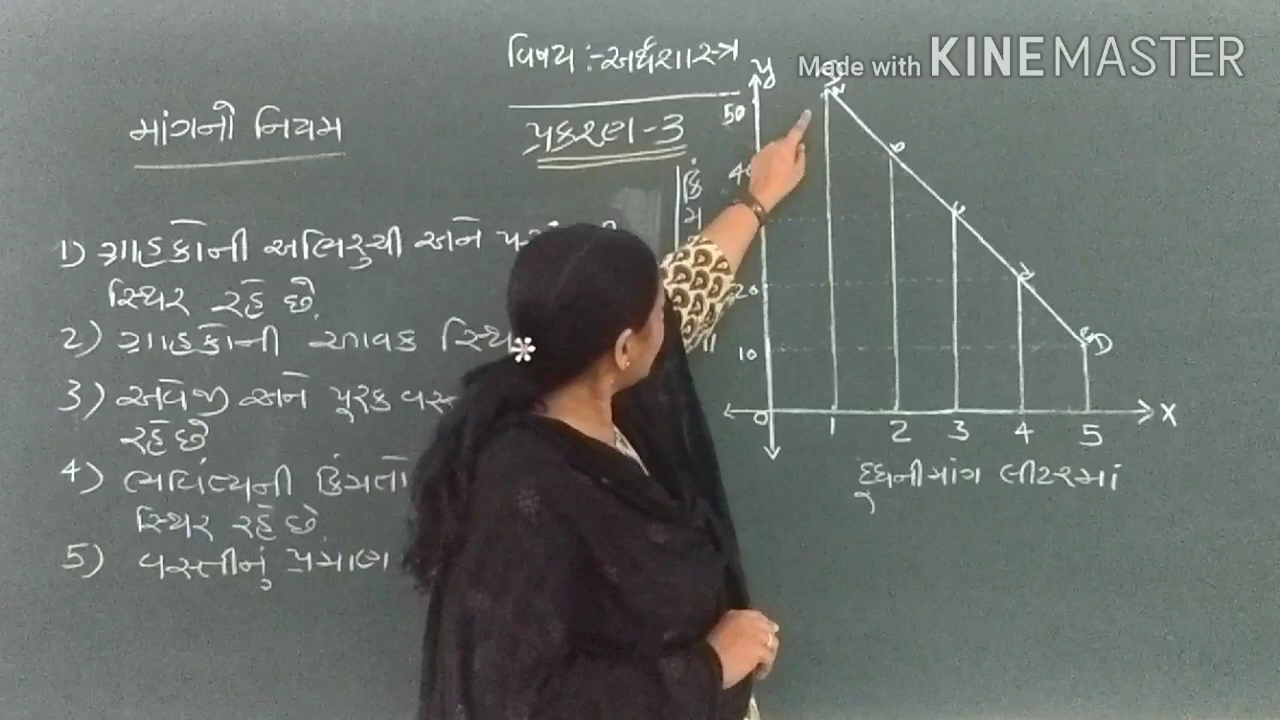 વિષય :- અર્થશાસ્ત્ર
Made with KINEMASTER
પ્રકરણ-3
માંગનો નિયમ
1) ગ્રાહકોની અભિરુચી અને
સ્થિર રહે છે.
2) ગ્રાહકોની આવક
3) અવેજી અને પૂરક
રહે છે
4) ભવિષ્યની કિંમતો
સ્થિર રહે છે
5) વસ્તીનું પ્રમાણ
y
50
20
10
0
1 2 3 4 5 X
D
દૂધની માંગ લીટરમાં